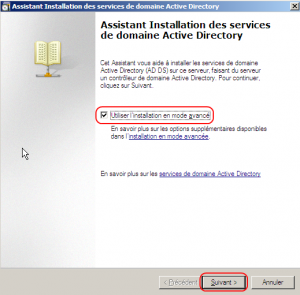 Assistant Installation des services de domaine Active Directory
Assistant Installation des services
de domaine Active Directory
Cet Assistant vous aide à installer les services de domaine
Active Directory (AD DS) sur ce serveur, faisant du serveur
un contrôleur de domaine Active Directory. Pour continuer,
cliquez sur Suivant.
Utiliser l'installation en mode avancé
En savoir plus sur les options supplémentaires disponibles
dans l'installation en mode avancée.
En savoir plus sur les services de domaine Active Directory
< Précédent
Suivant >
Annuler